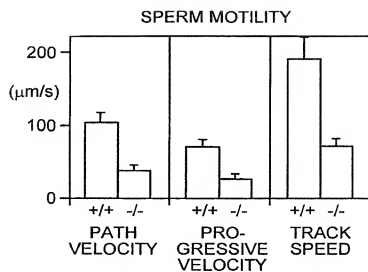 SPERM MOTILITY
200
(µm/s)
100
0
+/+ -/- +/+ -/- +/+ -/-
PATH VELOCITY
PRO-
GRESSIVE
VELOCITY
TRACK
SPEED